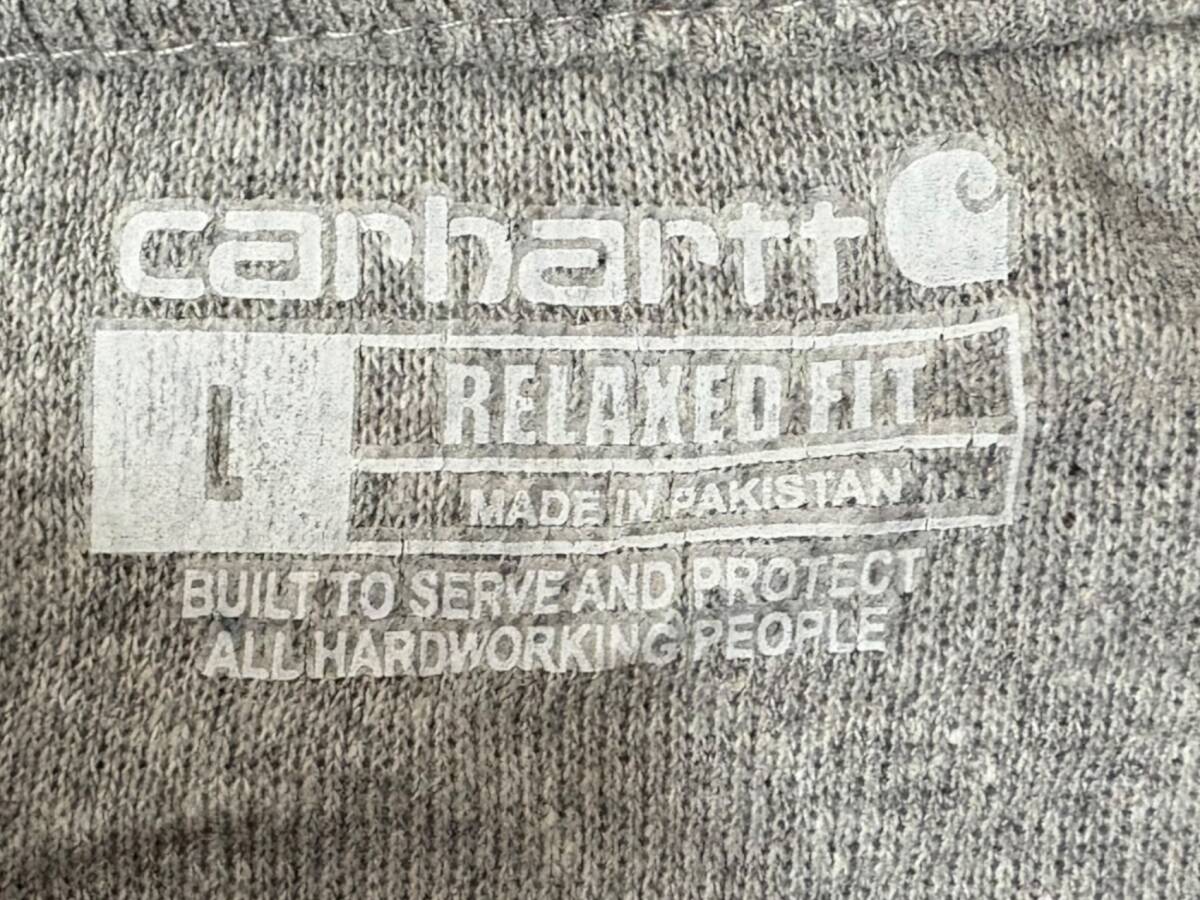 carhartt
L
RELAXED FIT
MADE IN PAKISTAN
BUILT TO SERVE AND PROTECT
ALL HARDWORKING PEOPLE